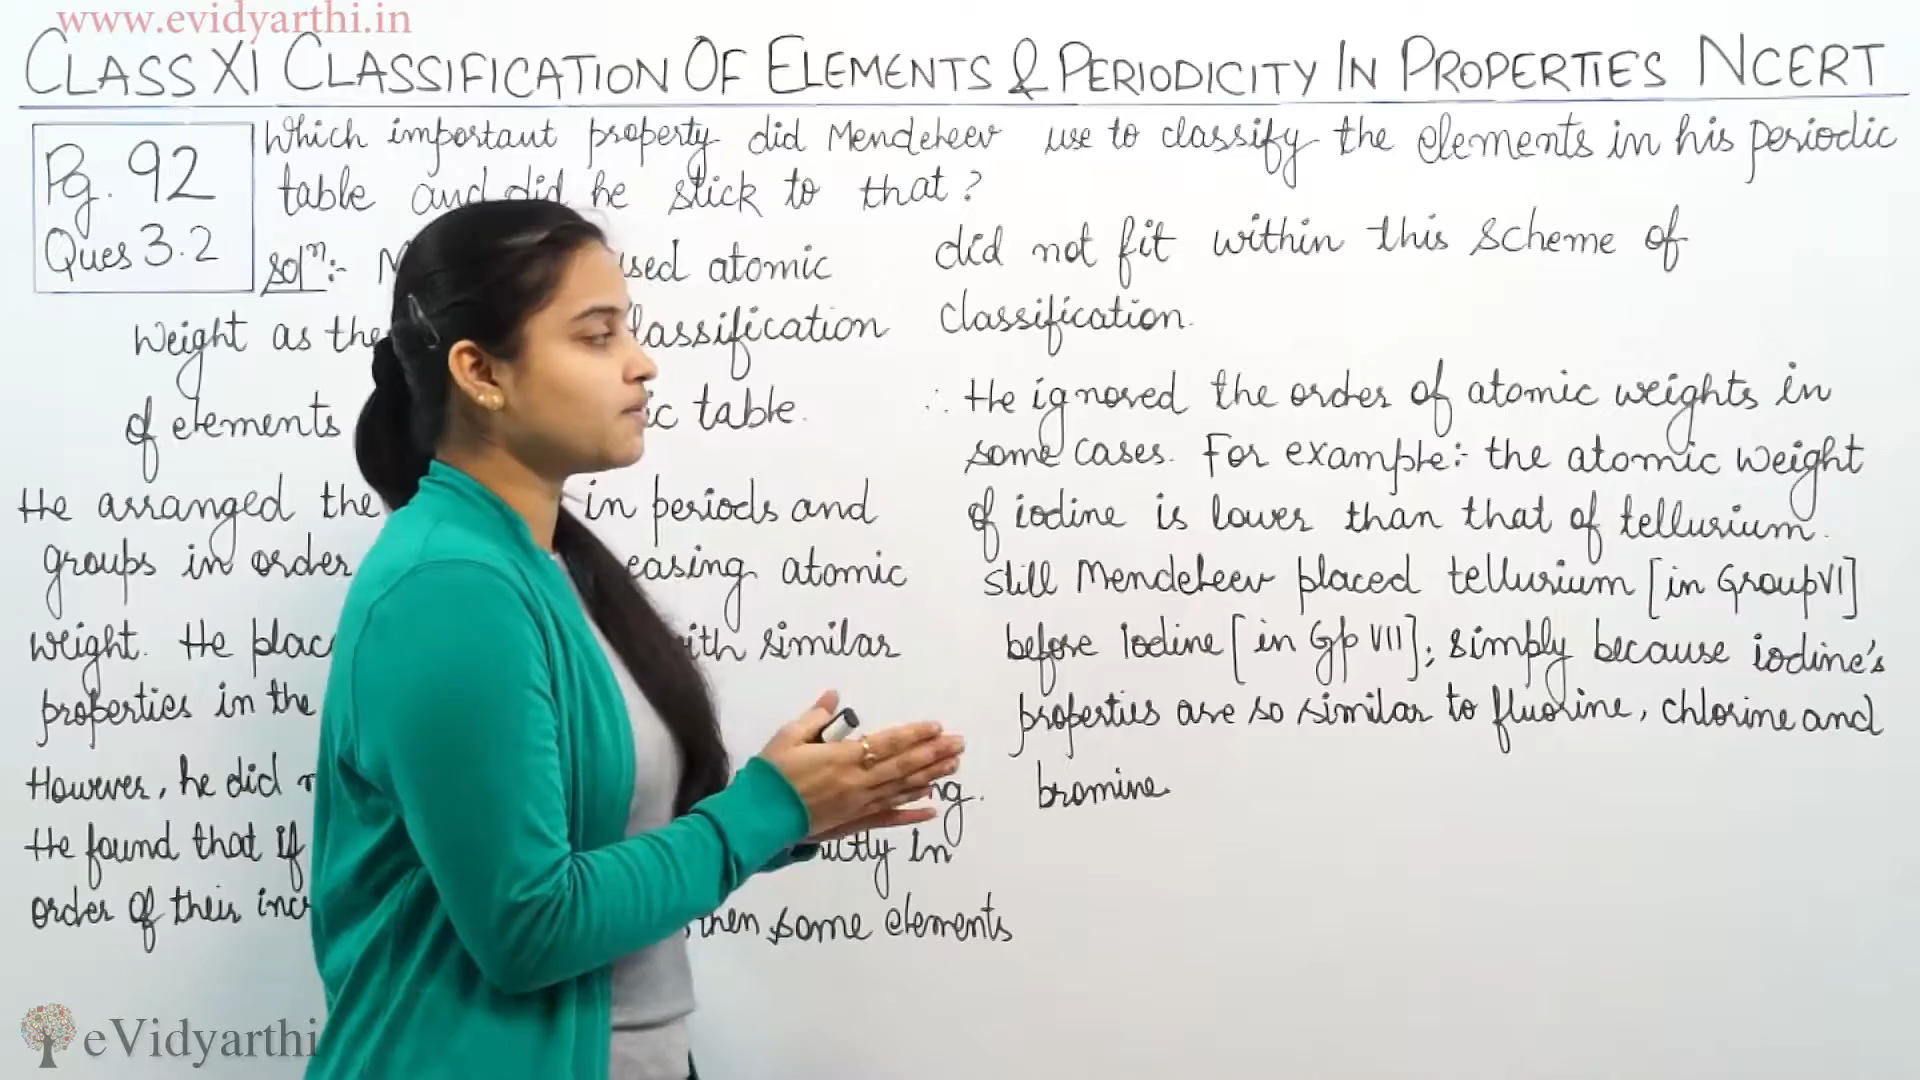 www.evidyarthi.in
CLASS XI CLASSIFICATION OF ELEMENTS & PERIODICITY IN PROPERTIES NCERT
Pg. 92
Ques 3.2
Which important property did Mendeleev use to classify the elements in his periodic
table and did he stick to that?
solⁿ:- sed atomic
weight as the lassification
of elements ic table.
He arranged the in periods and
groups in order easing atomic
weight. He plac ith similar
properties in the
However, he did ng.
He found that if ictly in
order of their inc , then some elements
did not fit within this scheme of
classification.
∴ He ignored the order of atomic weights in
some cases. For example:- the atomic weight
of iodine is lower than that of tellurium.
still Mendeleev placed tellurium [in Group VI]
before Iodine [in Gp VII]; simply because iodine's
properties are so similar to fluorine, chlorine and
bromine.
eVidyarthi